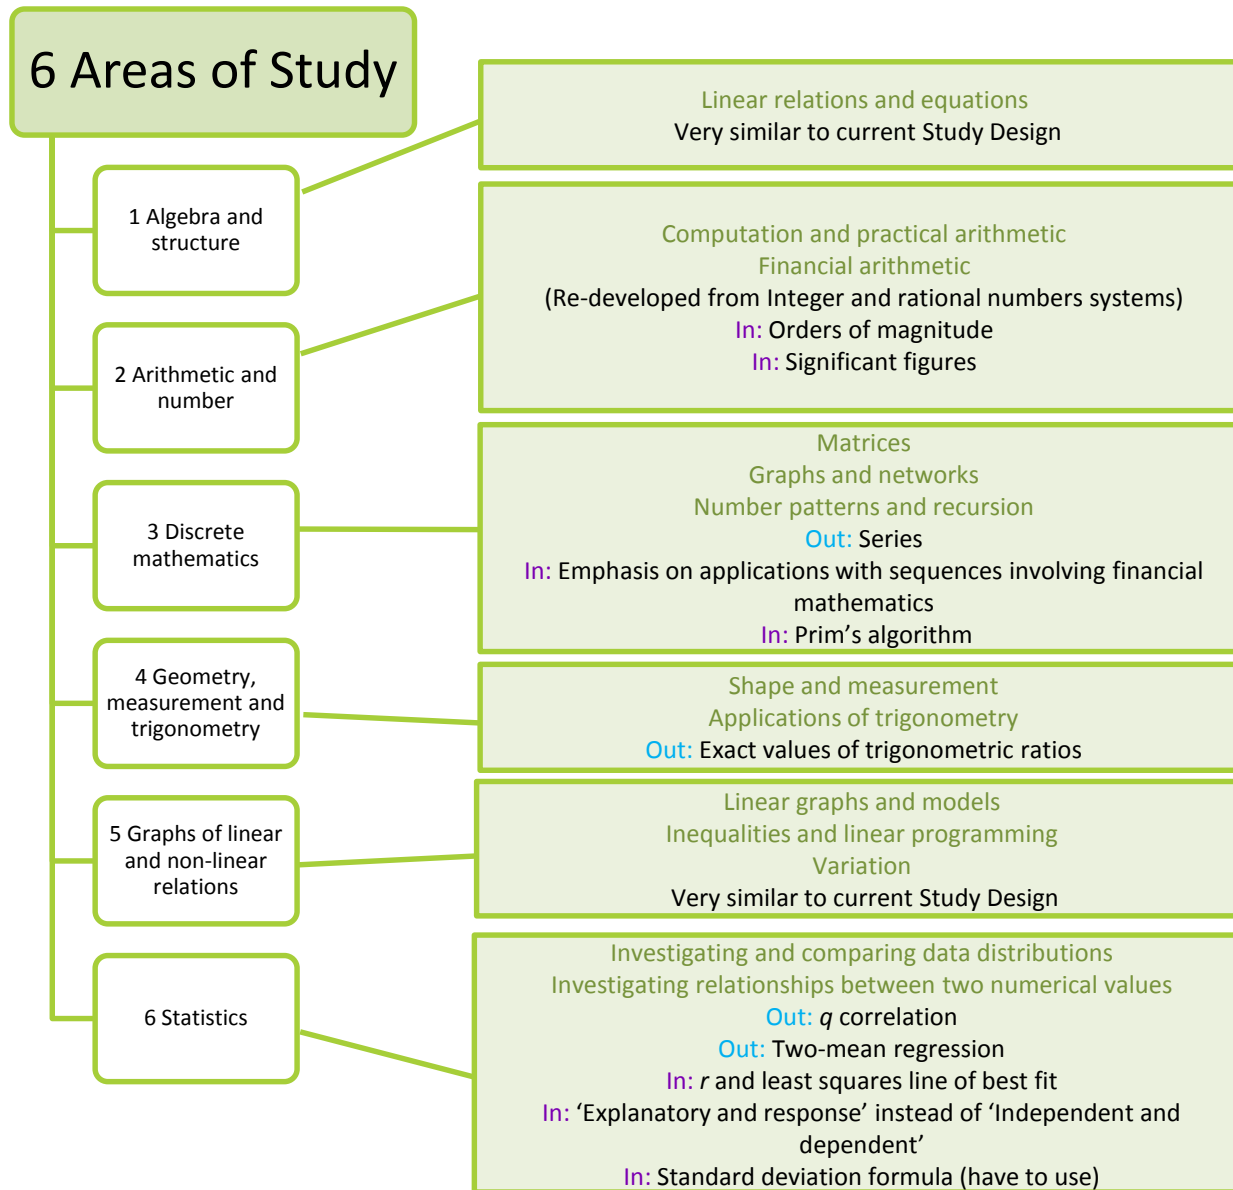 6 Areas of Study
1 Algebra and
structure
Linear relations and equations
Very similar to current Study Design
2 Arithmetic and
number
Computation and practical arithmetic
Financial arithmetic
(Re-developed from Integer and rational numbers systems)
In: Orders of magnitude
In: Significant figures
3 Discrete
mathematics
Matrices
Graphs and networks
Number patterns and recursion
Out: Series
In: Emphasis on applications with sequences involving financial
mathematics
In: Prim’s algorithm
4 Geometry,
measurement and
trigonometry
Shape and measurement
Applications of trigonometry
Out: Exact values of trigonometric ratios
5 Graphs of linear
and non-linear
relations
Linear graphs and models
Inequalities and linear programming
Variation
Very similar to current Study Design
6 Statistics
Investigating and comparing data distributions
Investigating relationships between two numerical values
Out: q correlation
Out: Two-mean regression
In: r and least squares line of best fit
In: ‘Explanatory and response’ instead of ‘Independent and
dependent’
In: Standard deviation formula (have to use)